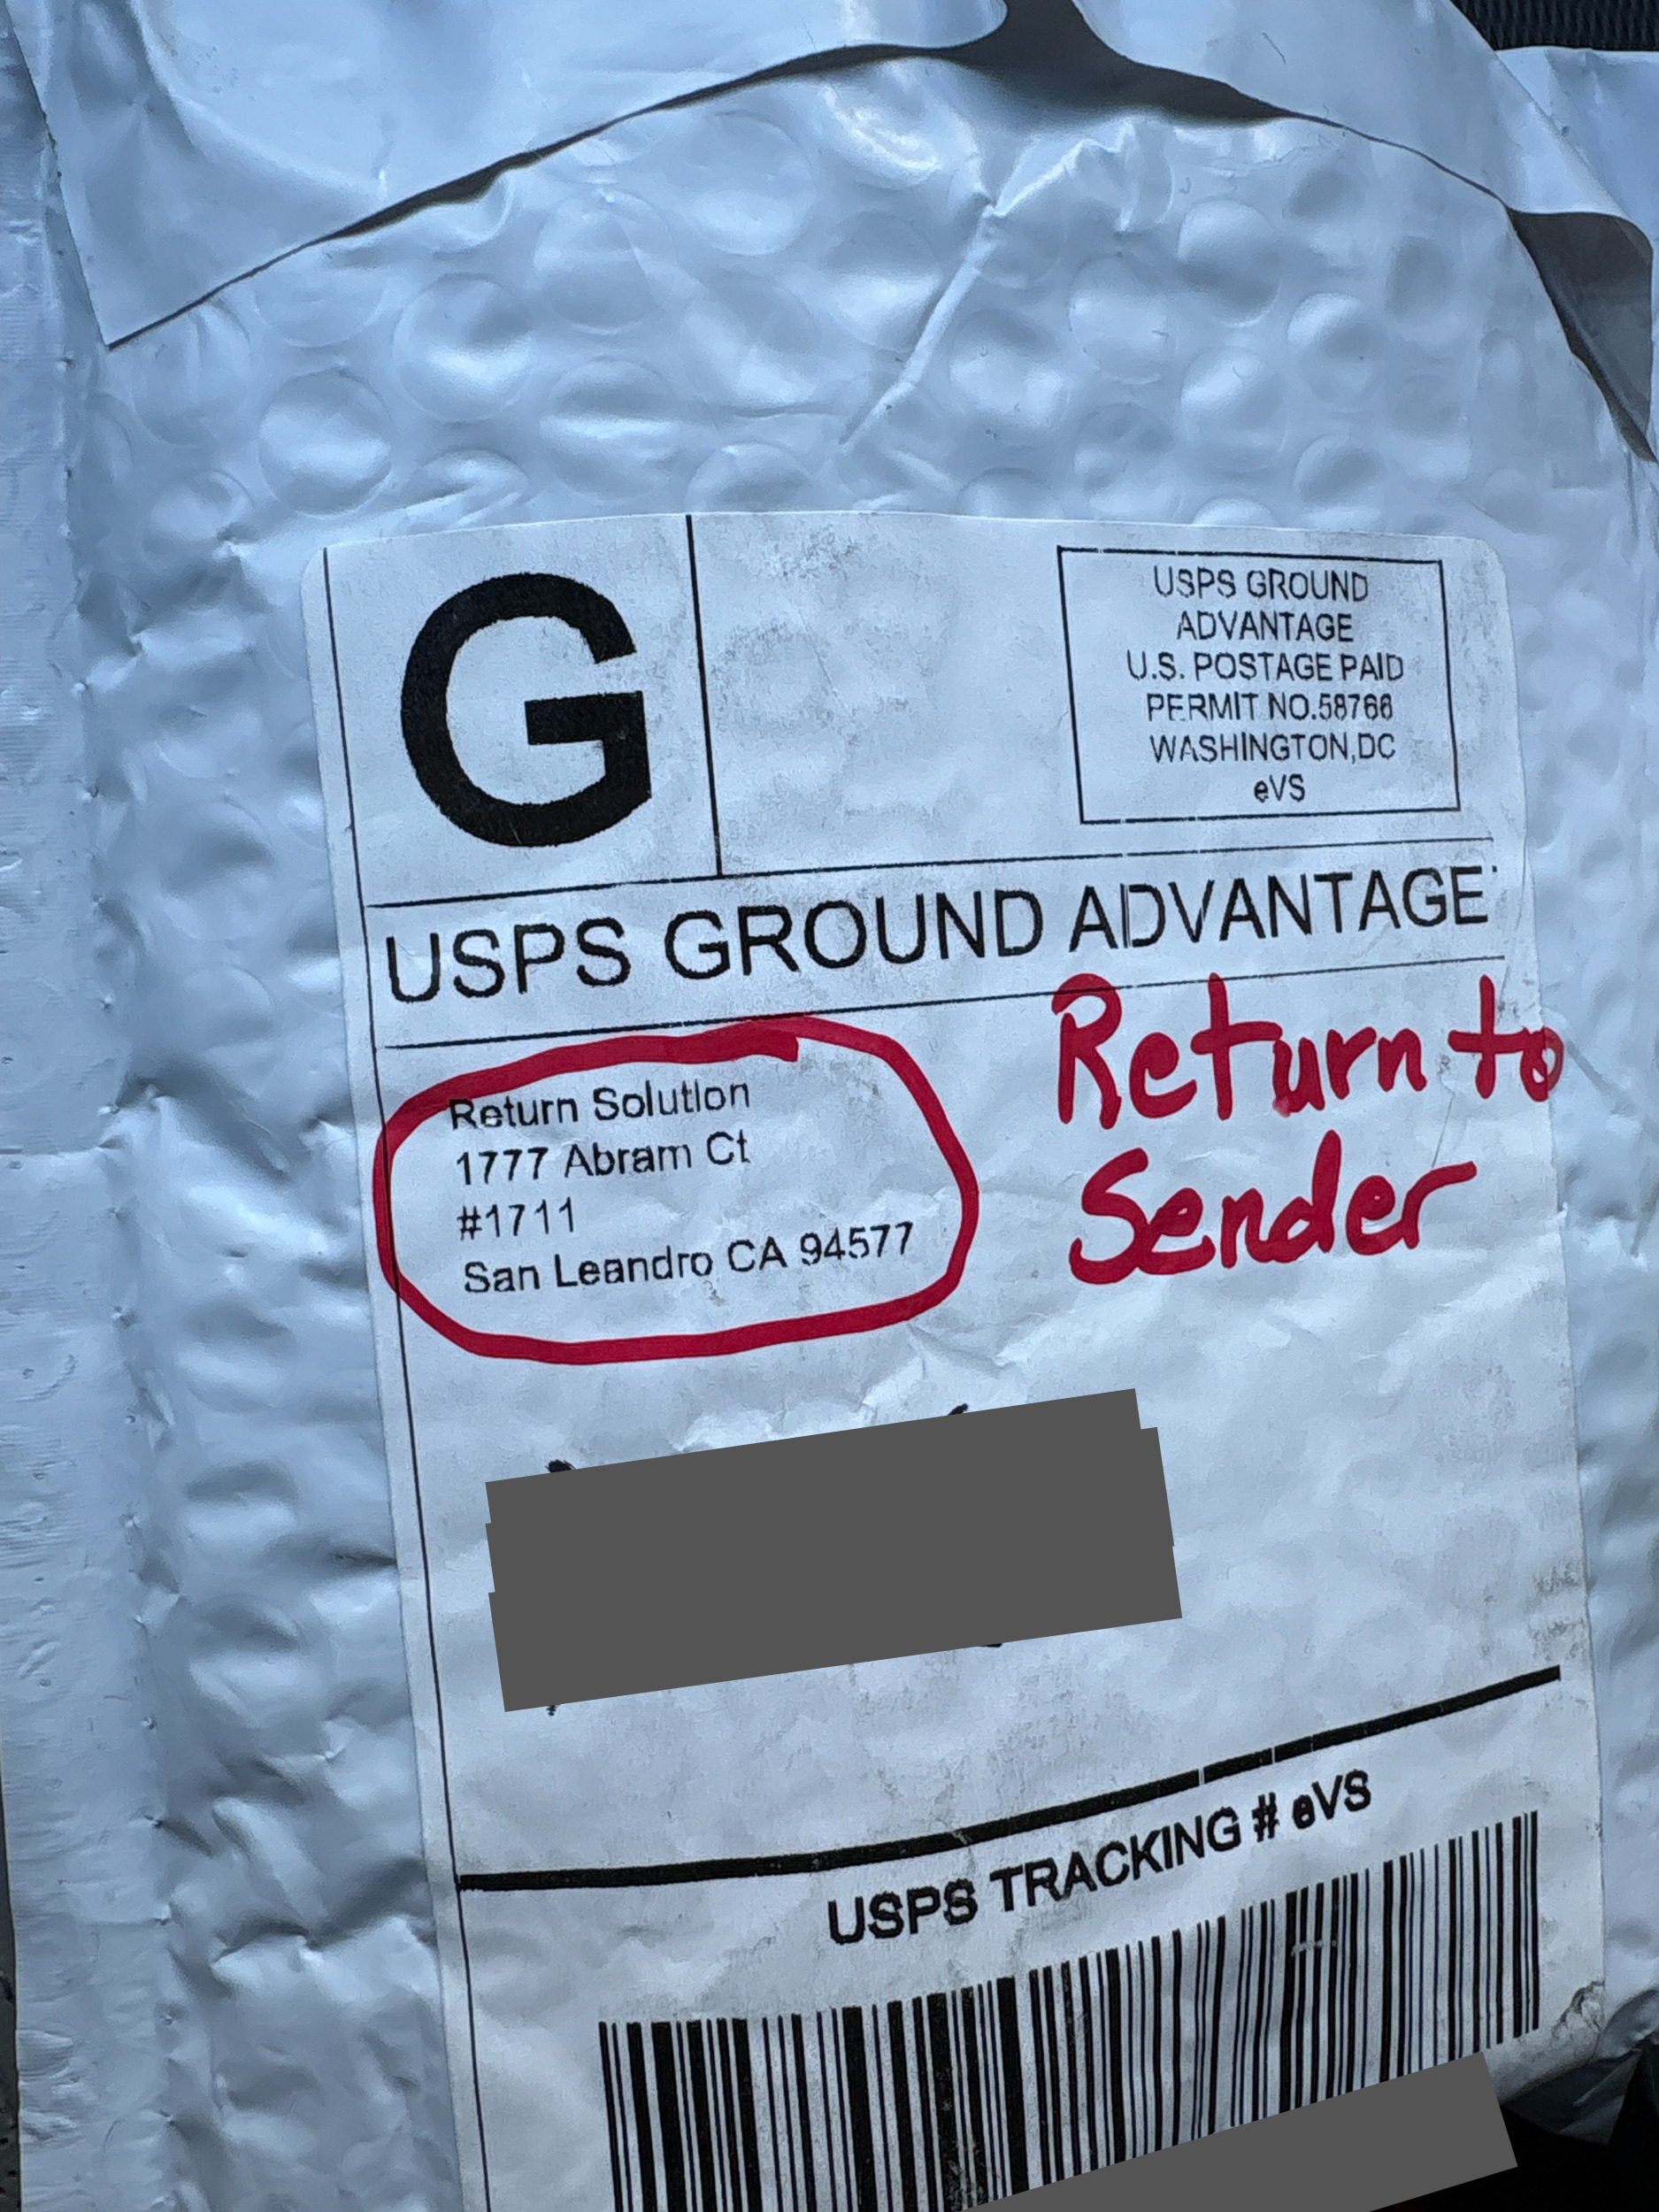 G
USPS GROUND
ADVANTAGE
U.S. POSTAGE PAID
PERMIT NO.58766
WASHINGTON,DC
eVS
USPS GROUND ADVANTAGE
Return to
Sender
Return Solution
1777 Abram Ct
#1711
San Leandro CA 94577
USPS TRACKING # eVS